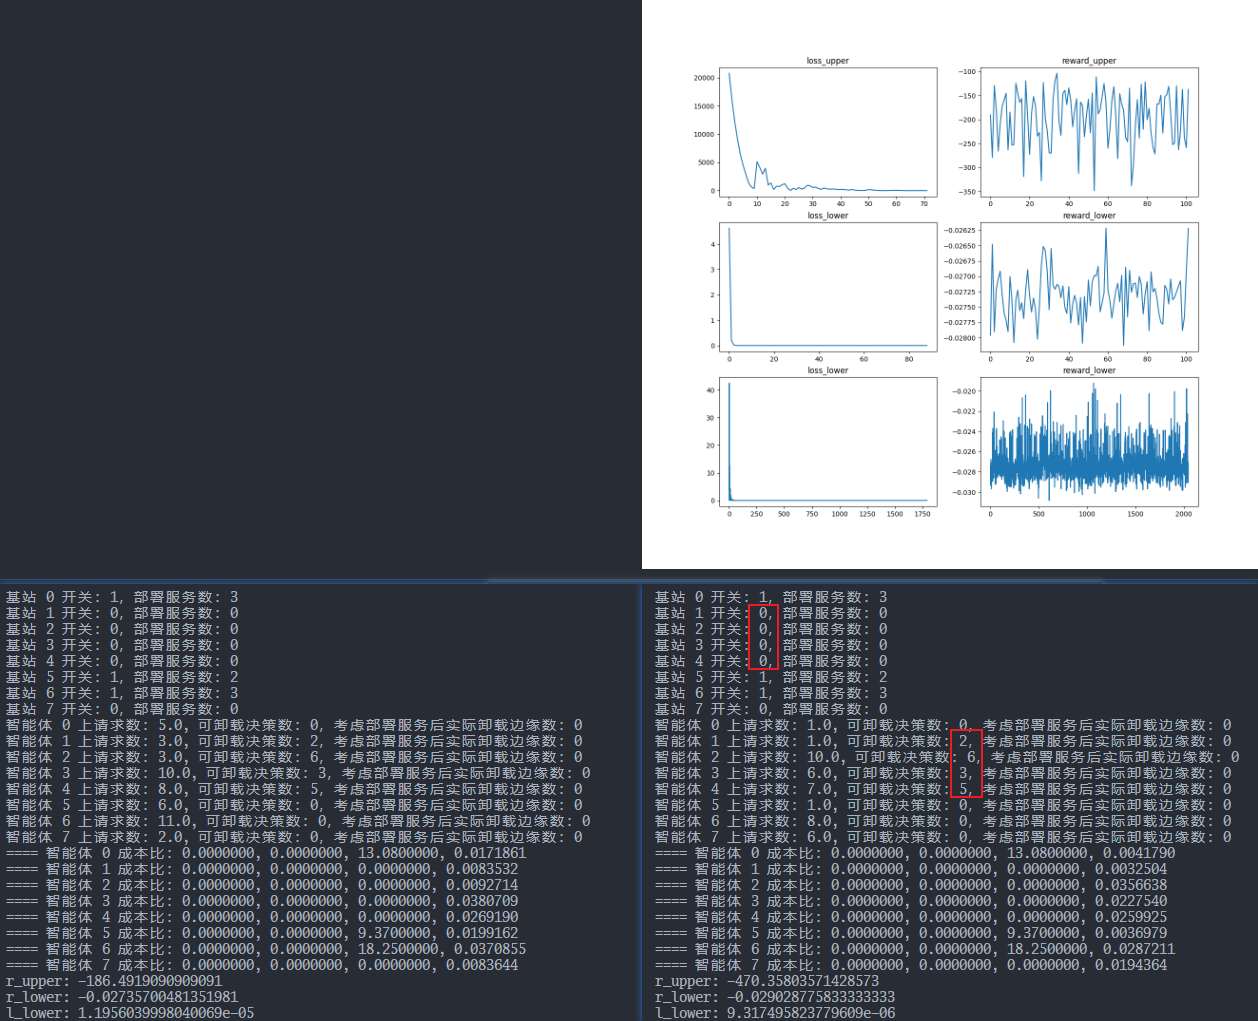 loss_upper
20000
15000
10000
5000
0
0 10 20 30 40 50 60 70
reward_upper
−100
−150
−200
−250
−300
−350
0 20 40 60 80 100
loss_lower
4
3
2
1
0
0 20 40 60 80
reward_lower
−0.02625
−0.02650
−0.02675
−0.02700
−0.02725
−0.02750
−0.02775
−0.02800
0 20 40 60 80 100
loss_lower
40
30
20
10
0
0 250 500 750 1000 1250 1500 1750
reward_lower
−0.020
−0.022
−0.024
−0.026
−0.028
−0.030
0 500 1000 1500 2000
基站 0 开关: 1, 部署服务数: 3
基站 1 开关: 0, 部署服务数: 0
基站 2 开关: 0, 部署服务数: 0
基站 3 开关: 0, 部署服务数: 0
基站 4 开关: 0, 部署服务数: 0
基站 5 开关: 1, 部署服务数: 2
基站 6 开关: 1, 部署服务数: 3
基站 7 开关: 0, 部署服务数: 0
智能体 0 上请求数: 5.0, 可卸载决策数: 0, 考虑部署服务后实际卸载边缘数: 0
智能体 1 上请求数: 3.0, 可卸载决策数: 2, 考虑部署服务后实际卸载边缘数: 0
智能体 2 上请求数: 3.0, 可卸载决策数: 6, 考虑部署服务后实际卸载边缘数: 0
智能体 3 上请求数: 10.0, 可卸载决策数: 3, 考虑部署服务后实际卸载边缘数: 0
智能体 4 上请求数: 8.0, 可卸载决策数: 5, 考虑部署服务后实际卸载边缘数: 0
智能体 5 上请求数: 6.0, 可卸载决策数: 0, 考虑部署服务后实际卸载边缘数: 0
智能体 6 上请求数: 11.0, 可卸载决策数: 0, 考虑部署服务后实际卸载边缘数: 0
智能体 7 上请求数: 2.0, 可卸载决策数: 0, 考虑部署服务后实际卸载边缘数: 0
==== 智能体 0 成本比: 0.0000000, 0.0000000, 13.0800000, 0.0171861
==== 智能体 1 成本比: 0.0000000, 0.0000000, 0.0000000, 0.0083532
==== 智能体 2 成本比: 0.0000000, 0.0000000, 0.0000000, 0.0092714
==== 智能体 3 成本比: 0.0000000, 0.0000000, 0.0000000, 0.0380709
==== 智能体 4 成本比: 0.0000000, 0.0000000, 0.0000000, 0.0269190
==== 智能体 5 成本比: 0.0000000, 0.0000000, 9.3700000, 0.0199162
==== 智能体 6 成本比: 0.0000000, 0.0000000, 18.2500000, 0.0370855
==== 智能体 7 成本比: 0.0000000, 0.0000000, 0.0000000, 0.0083644
r_upper: -186.4919090909091
r_lower: -0.02735700481351981
l_lower: 1.1956039998040069e-05
基站 0 开关: 1, 部署服务数: 3
基站 1 开关: 0, 部署服务数: 0
基站 2 开关: 0, 部署服务数: 0
基站 3 开关: 0, 部署服务数: 0
基站 4 开关: 0, 部署服务数: 0
基站 5 开关: 1, 部署服务数: 2
基站 6 开关: 1, 部署服务数: 3
基站 7 开关: 0, 部署服务数: 0
智能体 0 上请求数: 1.0, 可卸载决策数: 0, 考虑部署服务后实际卸载边缘数: 0
智能体 1 上请求数: 1.0, 可卸载决策数: 2, 考虑部署服务后实际卸载边缘数: 0
智能体 2 上请求数: 10.0, 可卸载决策数: 6, 考虑部署服务后实际卸载边缘数: 0
智能体 3 上请求数: 6.0, 可卸载决策数: 3, 考虑部署服务后实际卸载边缘数: 0
智能体 4 上请求数: 7.0, 可卸载决策数: 5, 考虑部署服务后实际卸载边缘数: 0
智能体 5 上请求数: 1.0, 可卸载决策数: 0, 考虑部署服务后实际卸载边缘数: 0
智能体 6 上请求数: 8.0, 可卸载决策数: 0, 考虑部署服务后实际卸载边缘数: 0
智能体 7 上请求数: 6.0, 可卸载决策数: 0, 考虑部署服务后实际卸载边缘数: 0
==== 智能体 0 成本比: 0.0000000, 0.0000000, 13.0800000, 0.0041790
==== 智能体 1 成本比: 0.0000000, 0.0000000, 0.0000000, 0.0032504
==== 智能体 2 成本比: 0.0000000, 0.0000000, 0.0000000, 0.0356638
==== 智能体 3 成本比: 0.0000000, 0.0000000, 0.0000000, 0.0227540
==== 智能体 4 成本比: 0.0000000, 0.0000000, 0.0000000, 0.0259925
==== 智能体 5 成本比: 0.0000000, 0.0000000, 9.3700000, 0.0036979
==== 智能体 6 成本比: 0.0000000, 0.0000000, 18.2500000, 0.0287211
==== 智能体 7 成本比: 0.0000000, 0.0000000, 0.0000000, 0.0194364
r_upper: -470.35803571428573
r_lower: -0.029028775833333333
l_lower: 9.317495823779609e-06